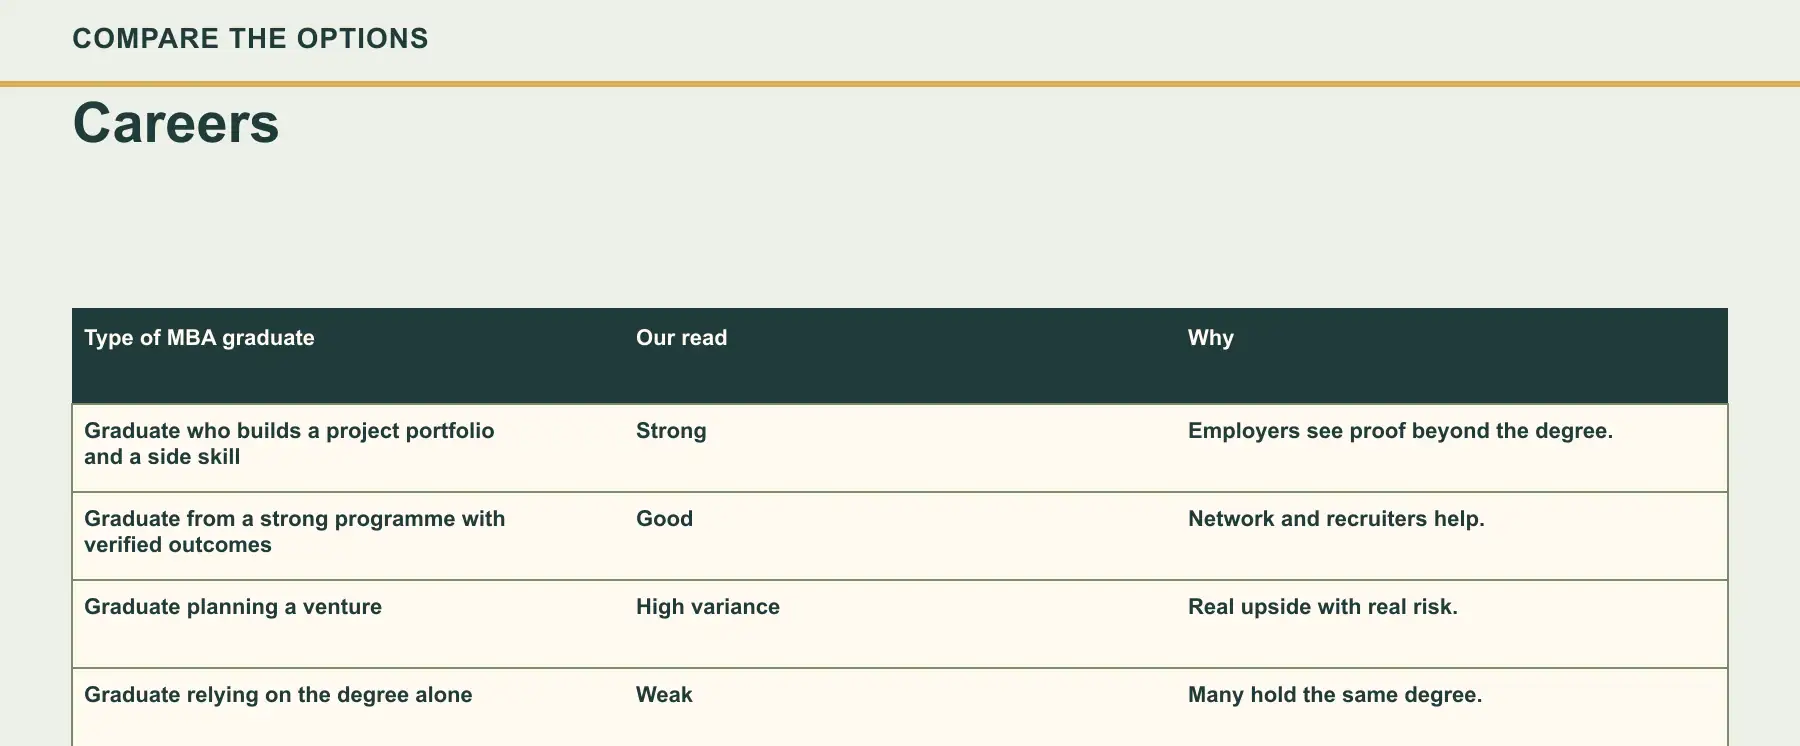 COMPARE THE OPTIONS
Careers
Type of MBA graduate Our read Why
Graduate who builds a project portfolio Strong Employers see proof beyond the degree.
and a side skill
Graduate from a strong programme with Good Network and recruiters help.
verified outcomes
Graduate planning a venture High variance Real upside with real risk.
Graduate relying on the degree alone Weak Many hold the same degree.